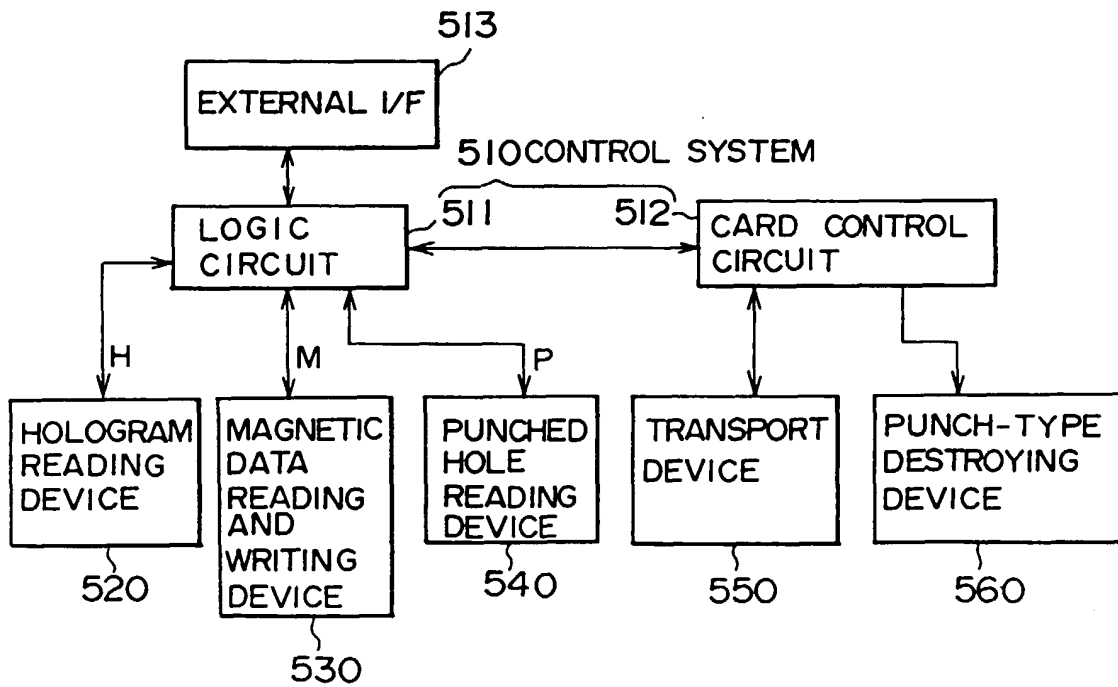 513
EXTERNAL I/F
510 CONTROL SYSTEM
511
512
LOGIC
CIRCUIT
CARD CONTROL
CIRCUIT
H
M
P
HOLOGRAM
READING
DEVICE
MAGNETIC
DATA
READING
AND
WRITING
DEVICE
PUNCHED
HOLE
READING
DEVICE
TRANSPORT
DEVICE
PUNCH-TYPE
DESTROYING
DEVICE
520
530
540
550
560